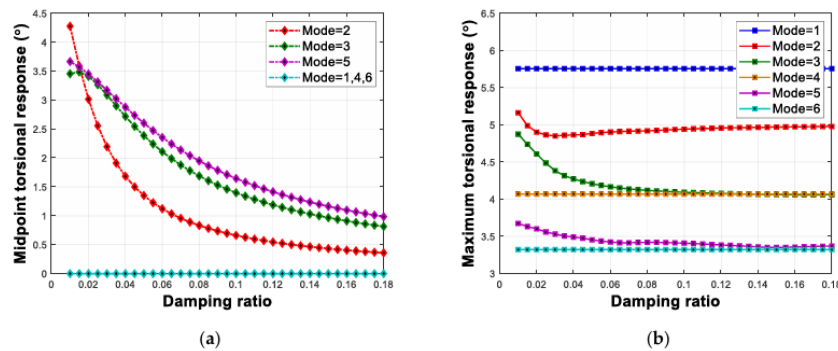 4.5
4
3.5
3
2.5
2
1.5
1
0.5
0
Midpoint torsional response (°)
Mode=2
Mode=3
Mode=5
Mode=1,4,6
0 0.02 0.04 0.06 0.08 0.1 0.12 0.14 0.16 0.18
Damping ratio
(a)
6.5
6
5.5
5
4.5
4
3.5
3
Maximum torsional response (°)
Mode=1
Mode=2
Mode=3
Mode=4
Mode=5
Mode=6
0 0.02 0.04 0.06 0.08 0.1 0.12 0.14 0.16 0.18
Damping ratio
(b)